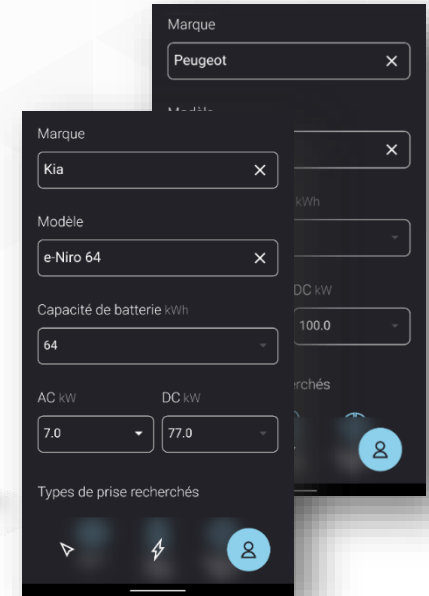 Marque
Peugeot
kWh
DC kW
100.0
Marque
Kia
Modèle
e-Niro 64
Capacité de batterie kWh
64
AC kW
DC kW
7.0
77.0
Types de prise recherchés